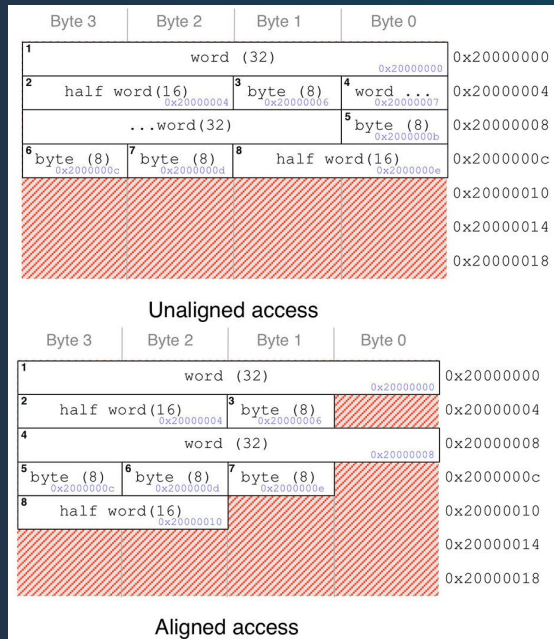 Byte 3 Byte 2 Byte 1 Byte 0
1 word (32) 0x20000000 0x20000000
2 half word(16) 0x20000004 3 byte (8) 0x20000006 4 word ... 0x20000007 0x20000004
...word(32) 5 byte (8) 0x2000000b 0x20000008
6 byte (8) 0x2000000c 7 byte (8) 0x2000000d 8 half word(16) 0x2000000e 0x2000000c
0x20000010
0x20000014
0x20000018
Unaligned access
Byte 3 Byte 2 Byte 1 Byte 0
1 word (32) 0x20000000 0x20000000
2 half word(16) 0x20000004 3 byte (8) 0x20000006 0x20000004
4 word (32) 0x20000008 0x20000008
5 byte (8) 0x2000000c 6 byte (8) 0x2000000d 7 byte (8) 0x2000000e 0x2000000c
8 half word(16) 0x20000010 0x20000010
0x20000014
0x20000018
Aligned access